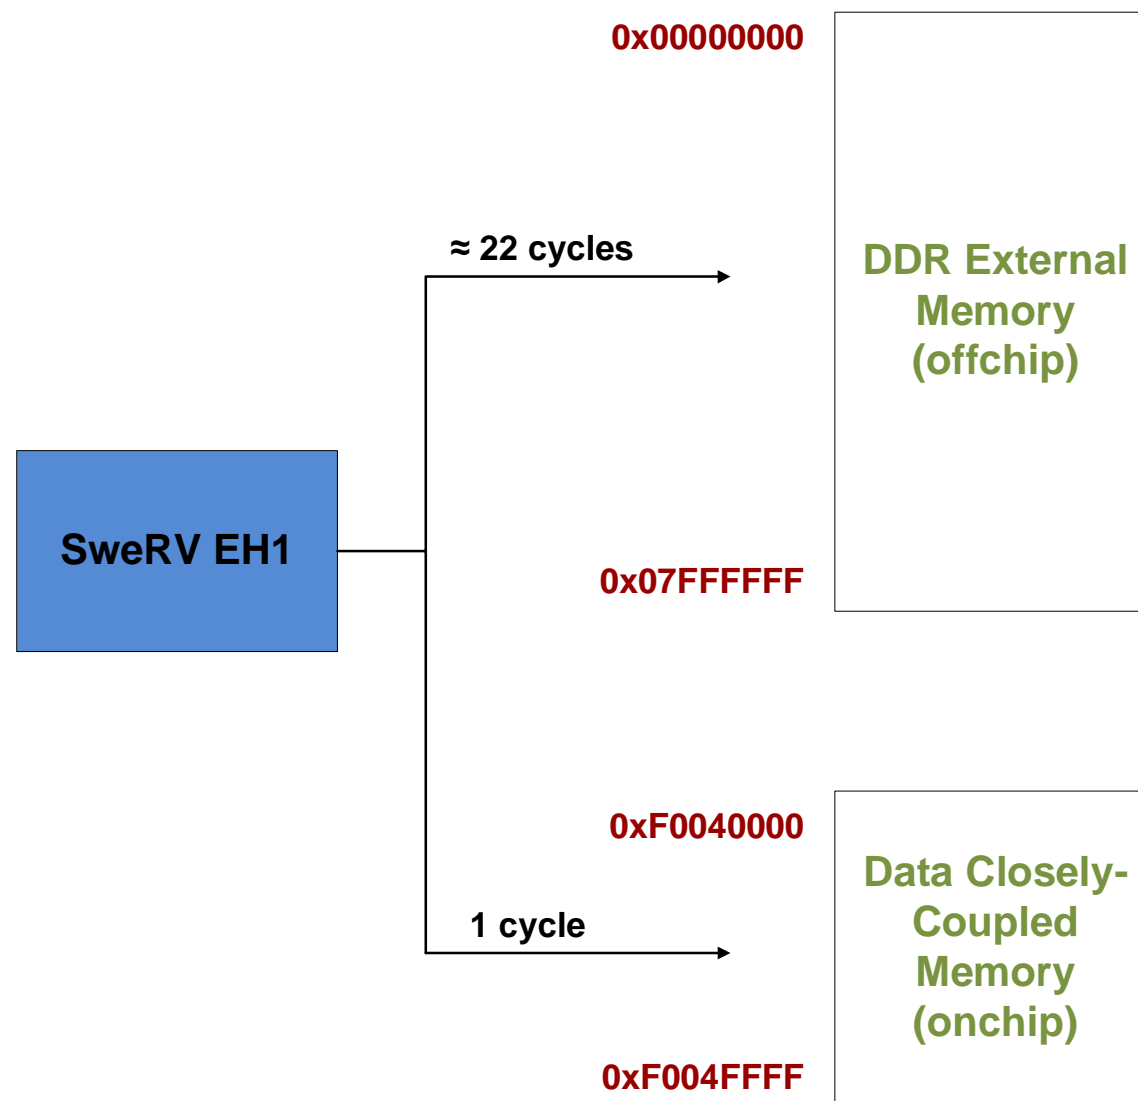 0x00000000
≈ 22 cycles
DDR External
Memory
(offchip)
SweRV EH1
0x07FFFFFF
0xF0040000
Data Closely-
Coupled
Memory
(onchip)
1 cycle
0xF004FFFF